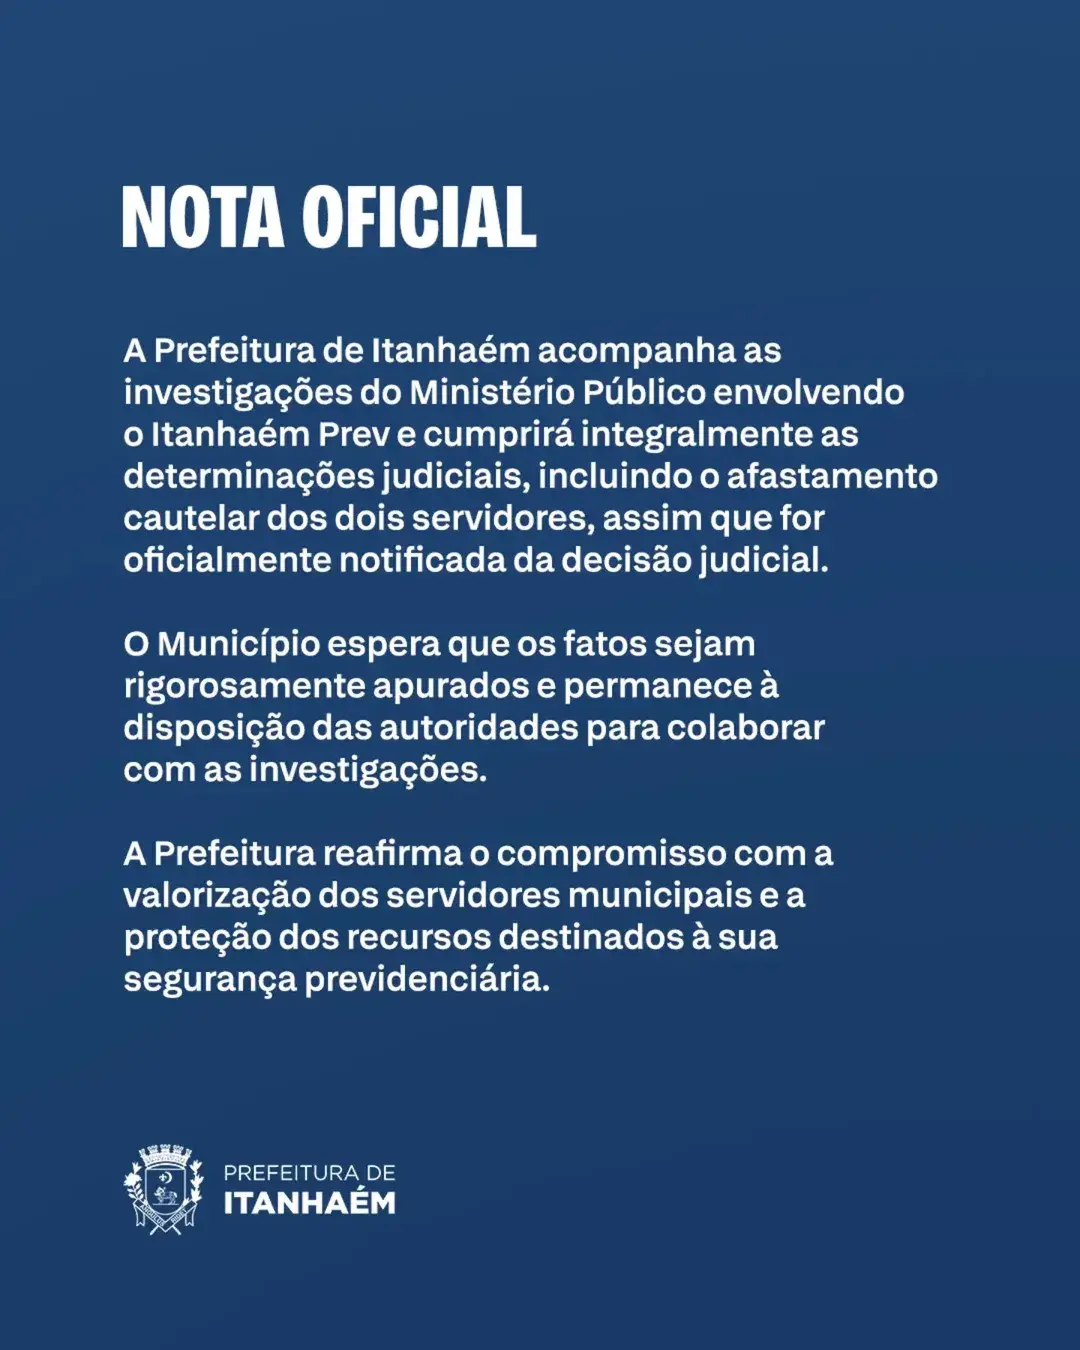 NOTA OFICIAL
A Prefeitura de Itanhaém acompanha as
investigações do Ministério Público envolvendo
o Itanhaém Prev e cumprirá integralmente as
determinações judiciais, incluindo o afastamento
cautelar dos dois servidores, assim que for
oficialmente notificada da decisão judicial.
O Município espera que os fatos sejam
rigorosamente apurados e permanece à
disposição das autoridades para colaborar
com as investigações.
A Prefeitura reafirma o compromisso com a
valorização dos servidores municipais e a
proteção dos recursos destinados à sua
segurança previdenciária.
PREFEITURA DE
ITANHAÉM